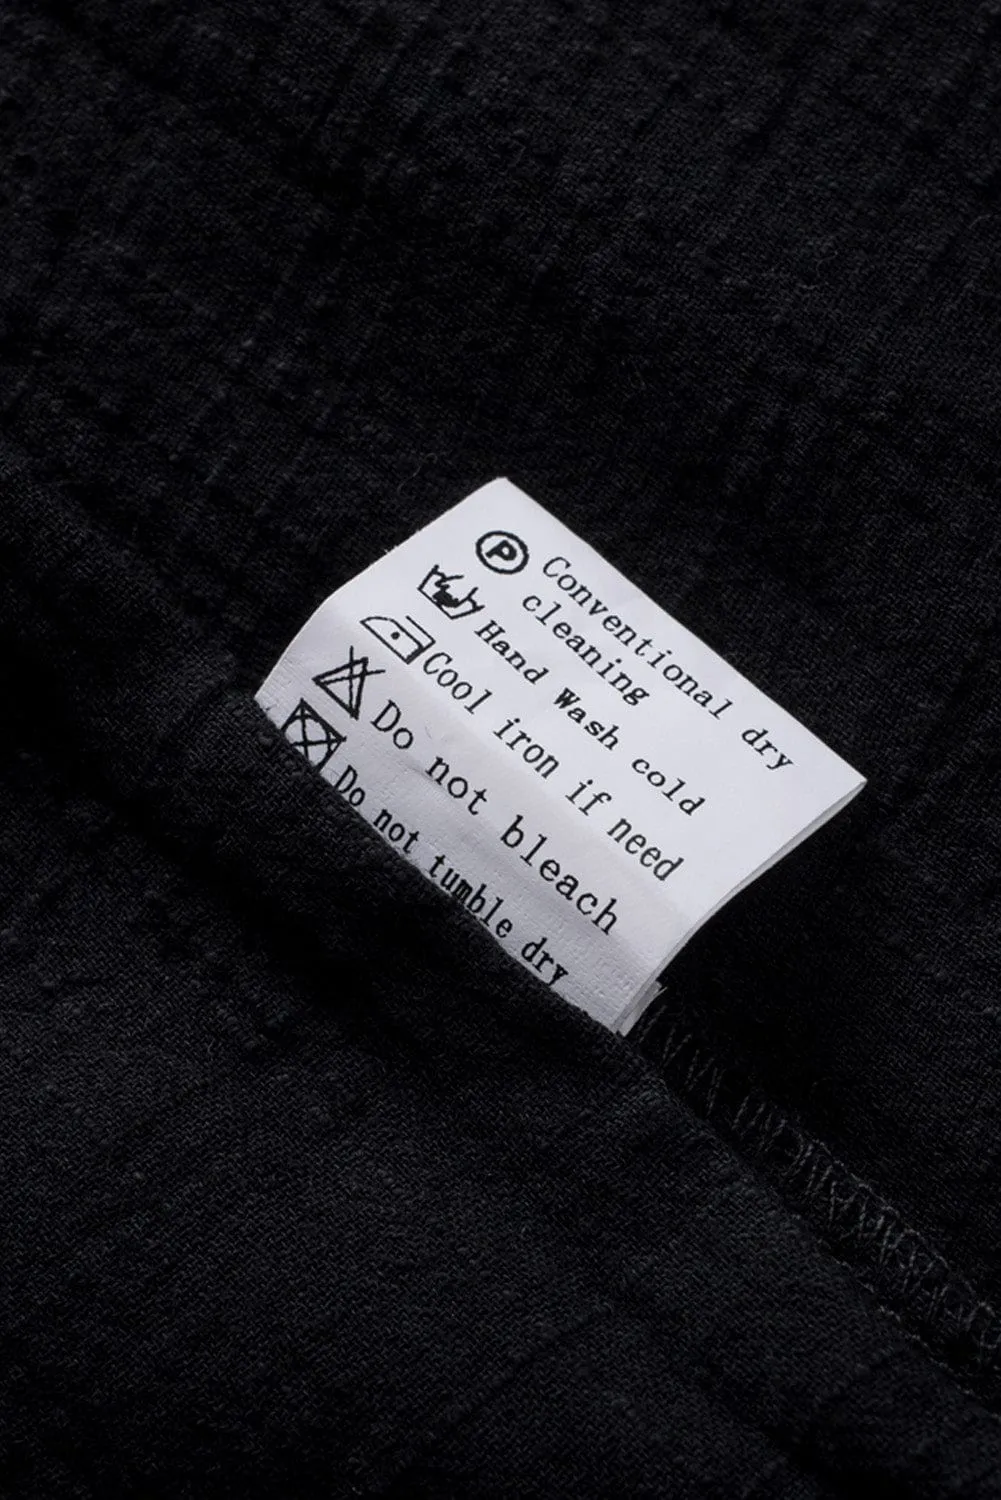 P Conventional dry
cleaning
Hand Wash cold
Cool iron if need
Do not bleach
Do not tumble dry